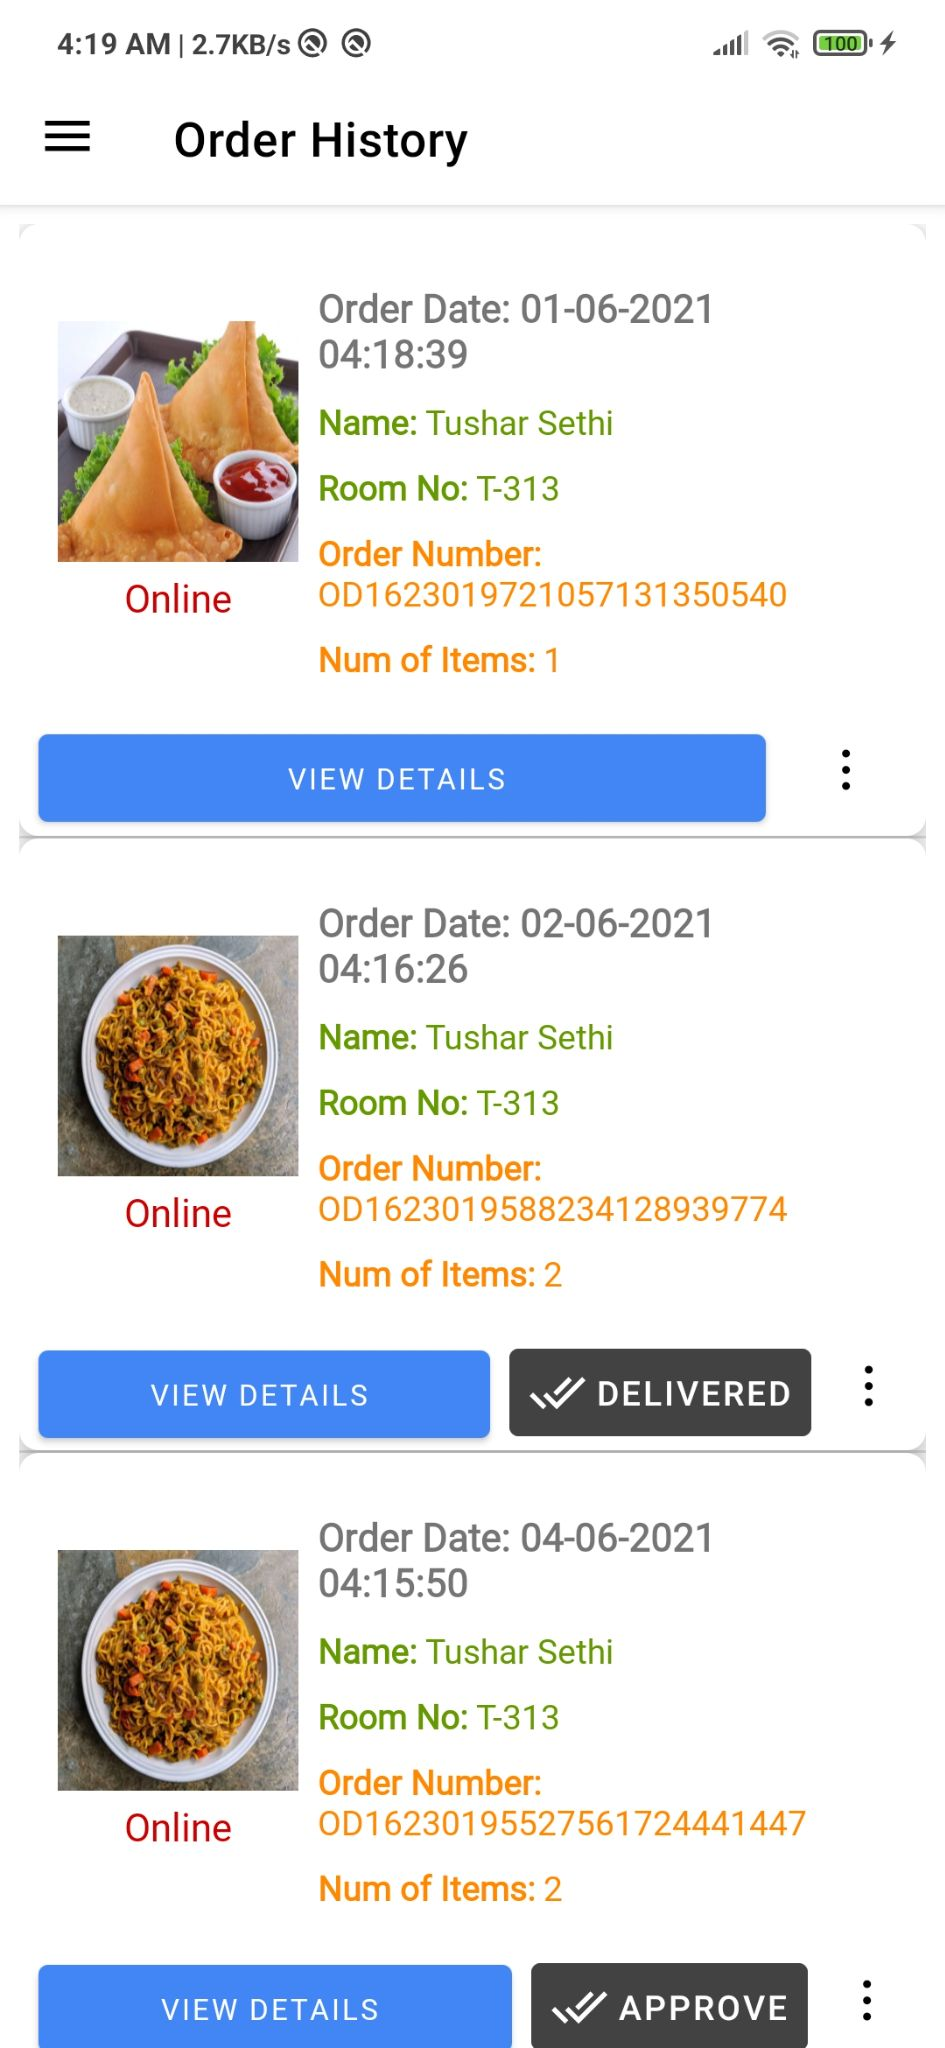 4:19 AM | 2.7KB/s
100
Order History
Order Date: 01-06-2021
04:18:39
Name: Tushar Sethi
Room No: T-313
Order Number:
OD1623019721057131350540
Online
Num of Items: 1
VIEW DETAILS
Order Date: 02-06-2021
04:16:26
Name: Tushar Sethi
Room No: T-313
Order Number:
OD1623019588234128939774
Online
Num of Items: 2
VIEW DETAILS
DELIVERED
Order Date: 04-06-2021
04:15:50
Name: Tushar Sethi
Room No: T-313
Order Number:
OD16230195527561724441447
Online
Num of Items: 2
VIEW DETAILS
APPROVE